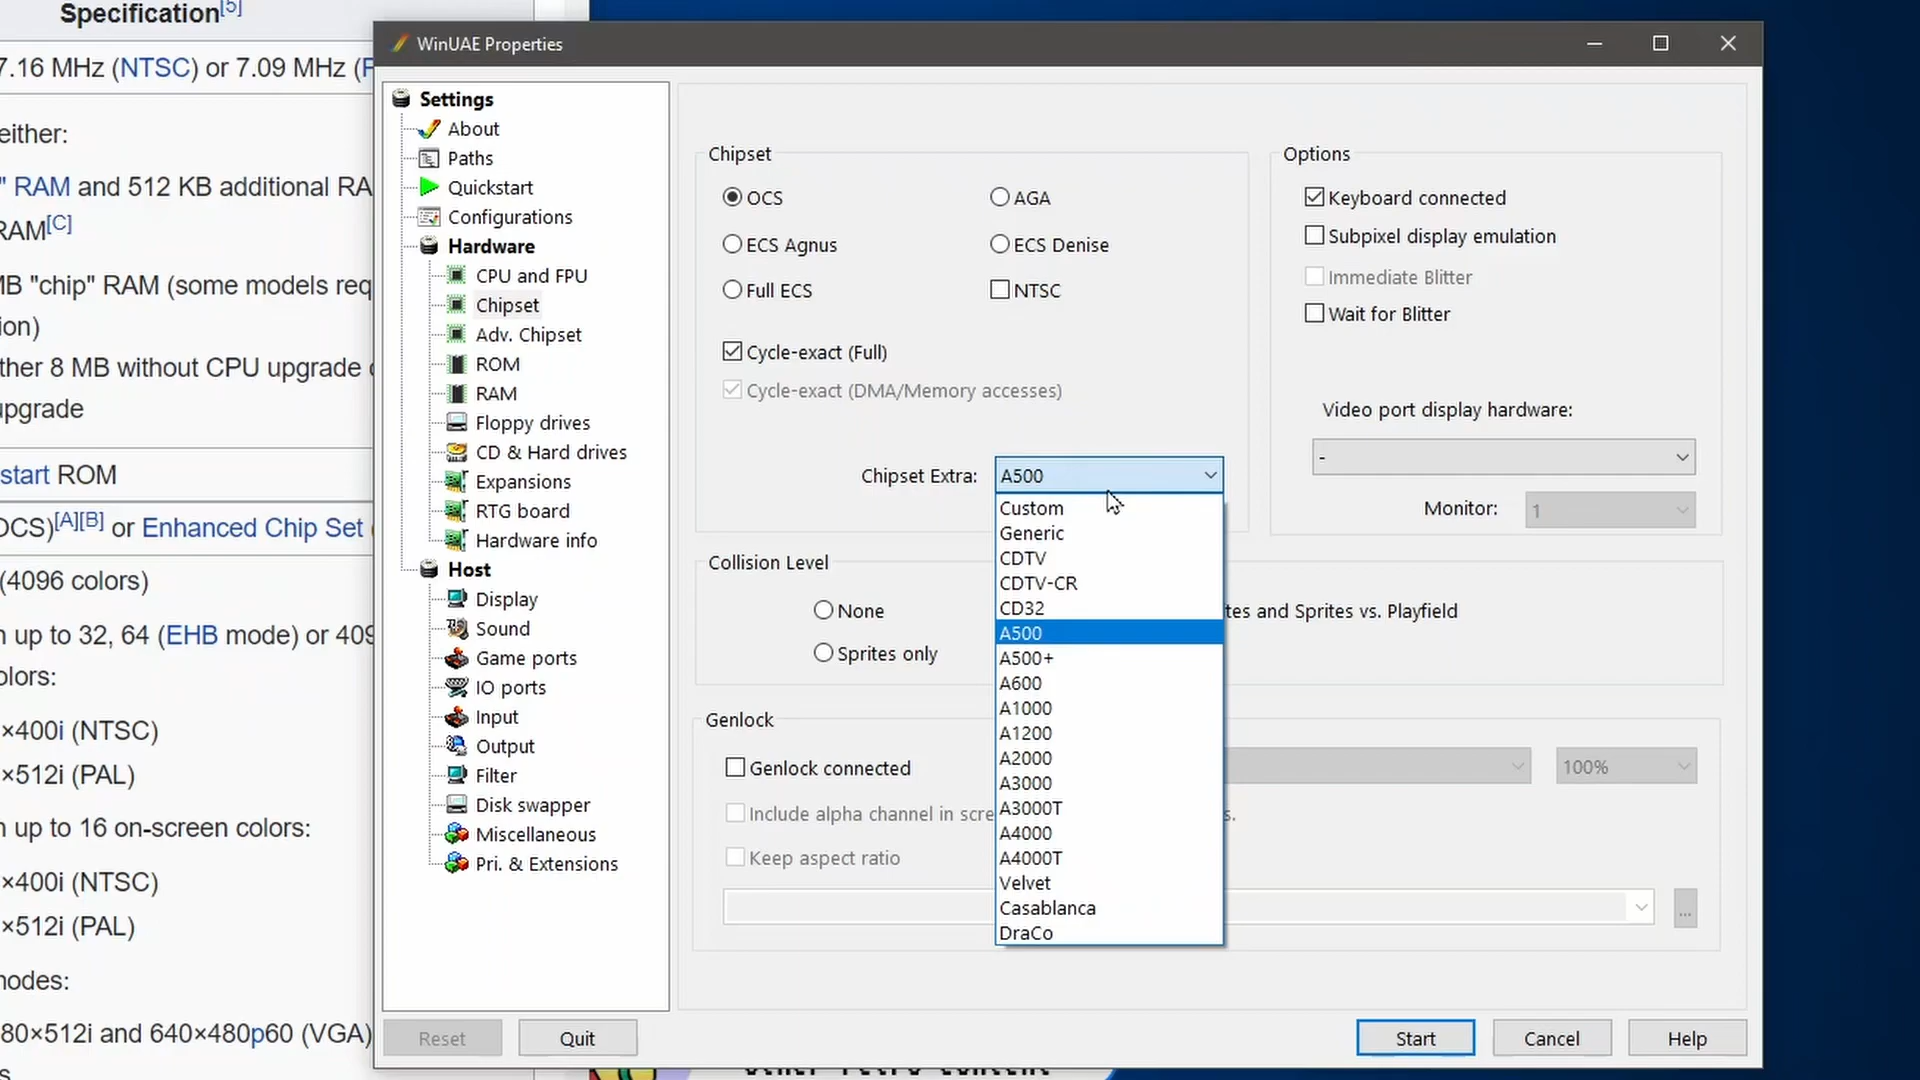 Specification[5]
7.16 MHz (NTSC) or 7.09 MHz (P
either:
" RAM and 512 KB additional RA
RAM[C]
MB "chip" RAM (some models req
ion)
ther 8 MB without CPU upgrade
upgrade
start ROM
OCS)[A][B] or Enhanced Chip Set
(4096 colors)
n up to 32, 64 (EHB mode) or 409
olors:
×400i (NTSC)
×512i (PAL)
n up to 16 on-screen colors:
×400i (NTSC)
×512i (PAL)
modes:
80×512i and 640×480p60 (VGA)
s
WinUAE Properties
Settings
About
Paths
Quickstart
Configurations
Hardware
CPU and FPU
Chipset
Adv. Chipset
ROM
RAM
Floppy drives
CD & Hard drives
Expansions
RTG board
Hardware info
Host
Display
Sound
Game ports
IO ports
Input
Output
Filter
Disk swapper
Miscellaneous
Pri. & Extensions
Reset
Quit
Chipset
OCS
AGA
ECS Agnus
ECS Denise
Full ECS
NTSC
Cycle-exact (Full)
Cycle-exact (DMA/Memory accesses)
Chipset Extra:
A500
Custom
Generic
CDTV
CDTV-CR
CD32
A500
A500+
A600
A1000
A1200
A2000
A3000
A3000T
A4000
A4000T
Velvet
Casablanca
DraCo
Options
Keyboard connected
Subpixel display emulation
Immediate Blitter
Wait for Blitter
Video port display hardware:
-
Monitor:
1
Collision Level
None
tes and Sprites vs. Playfield
Sprites only
Genlock
Genlock connected
100%
Include alpha channel in scre
s.
Keep aspect ratio
...
Start
Cancel
Help